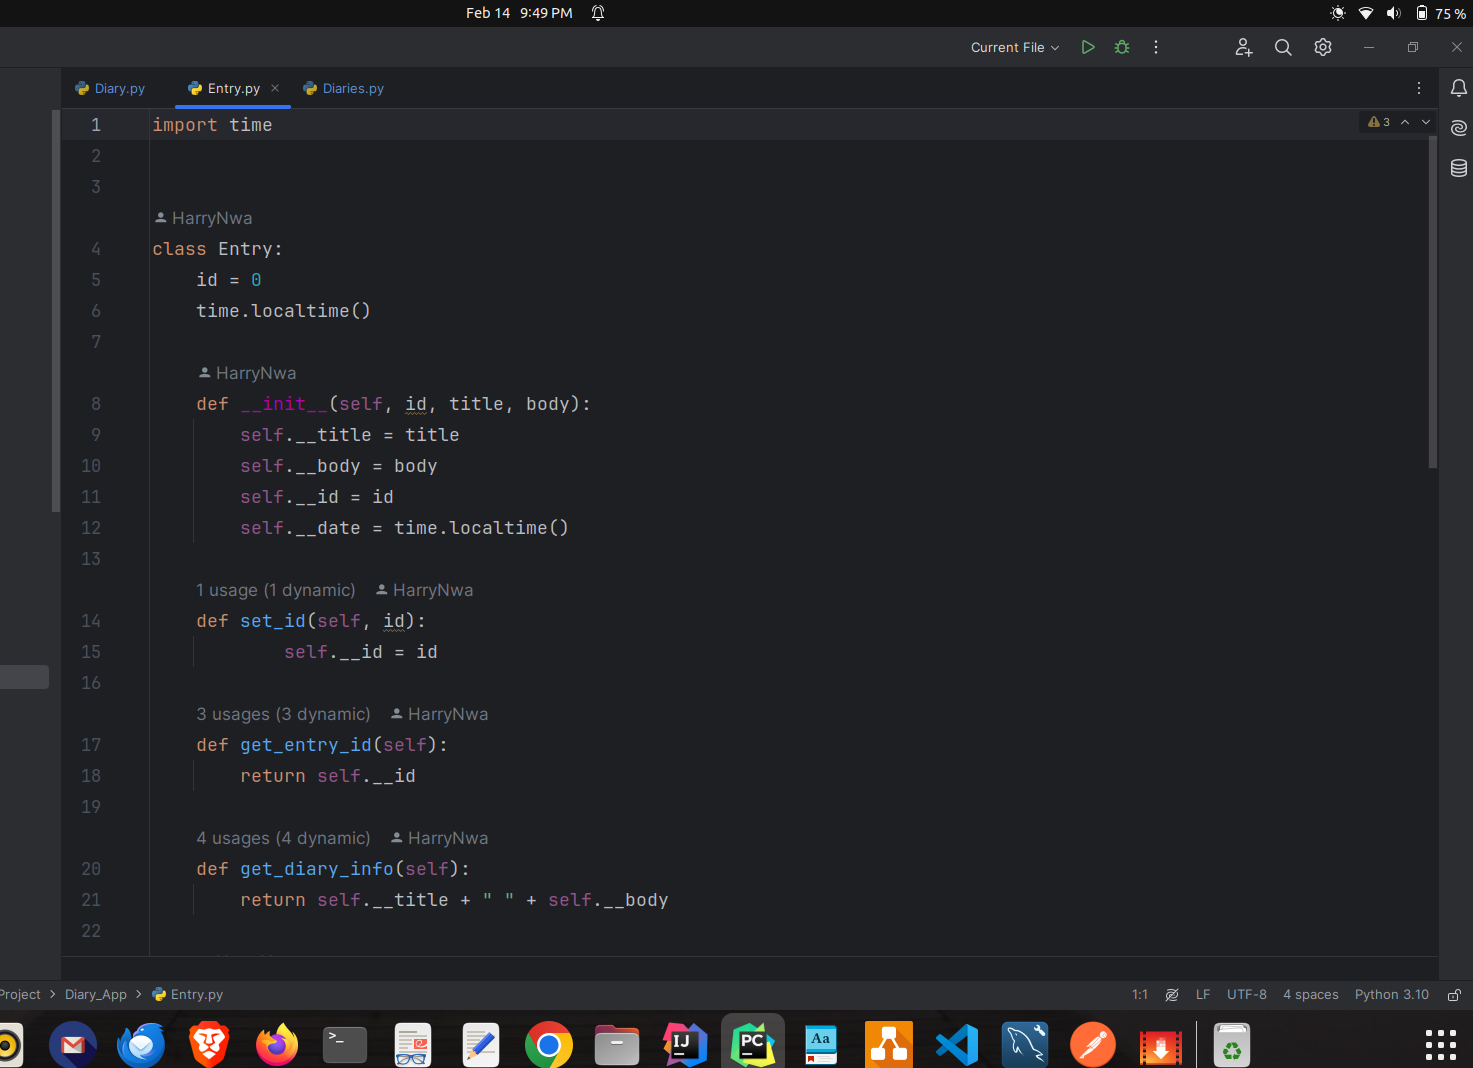 Feb 14 9:49 PM
75 %
Current File
Diary.py
Entry.py
Diaries.py
1 import time
3
2
3
HarryNwa
4 class Entry:
5 id = 0
6 time.localtime()
7
HarryNwa
8 def __init__(self, id, title, body):
9 self.__title = title
10 self.__body = body
11 self.__id = id
12 self.__date = time.localtime()
13
1 usage (1 dynamic) HarryNwa
14 def set_id(self, id):
15 self.__id = id
16
3 usages (3 dynamic) HarryNwa
17 def get_entry_id(self):
18 return self.__id
19
4 usages (4 dynamic) HarryNwa
20 def get_diary_info(self):
21 return self.__title + " " + self.__body
22
Project > Diary_App > Entry.py
1:1 LF UTF-8 4 spaces Python 3.10
>_
IJ
PC
Aa